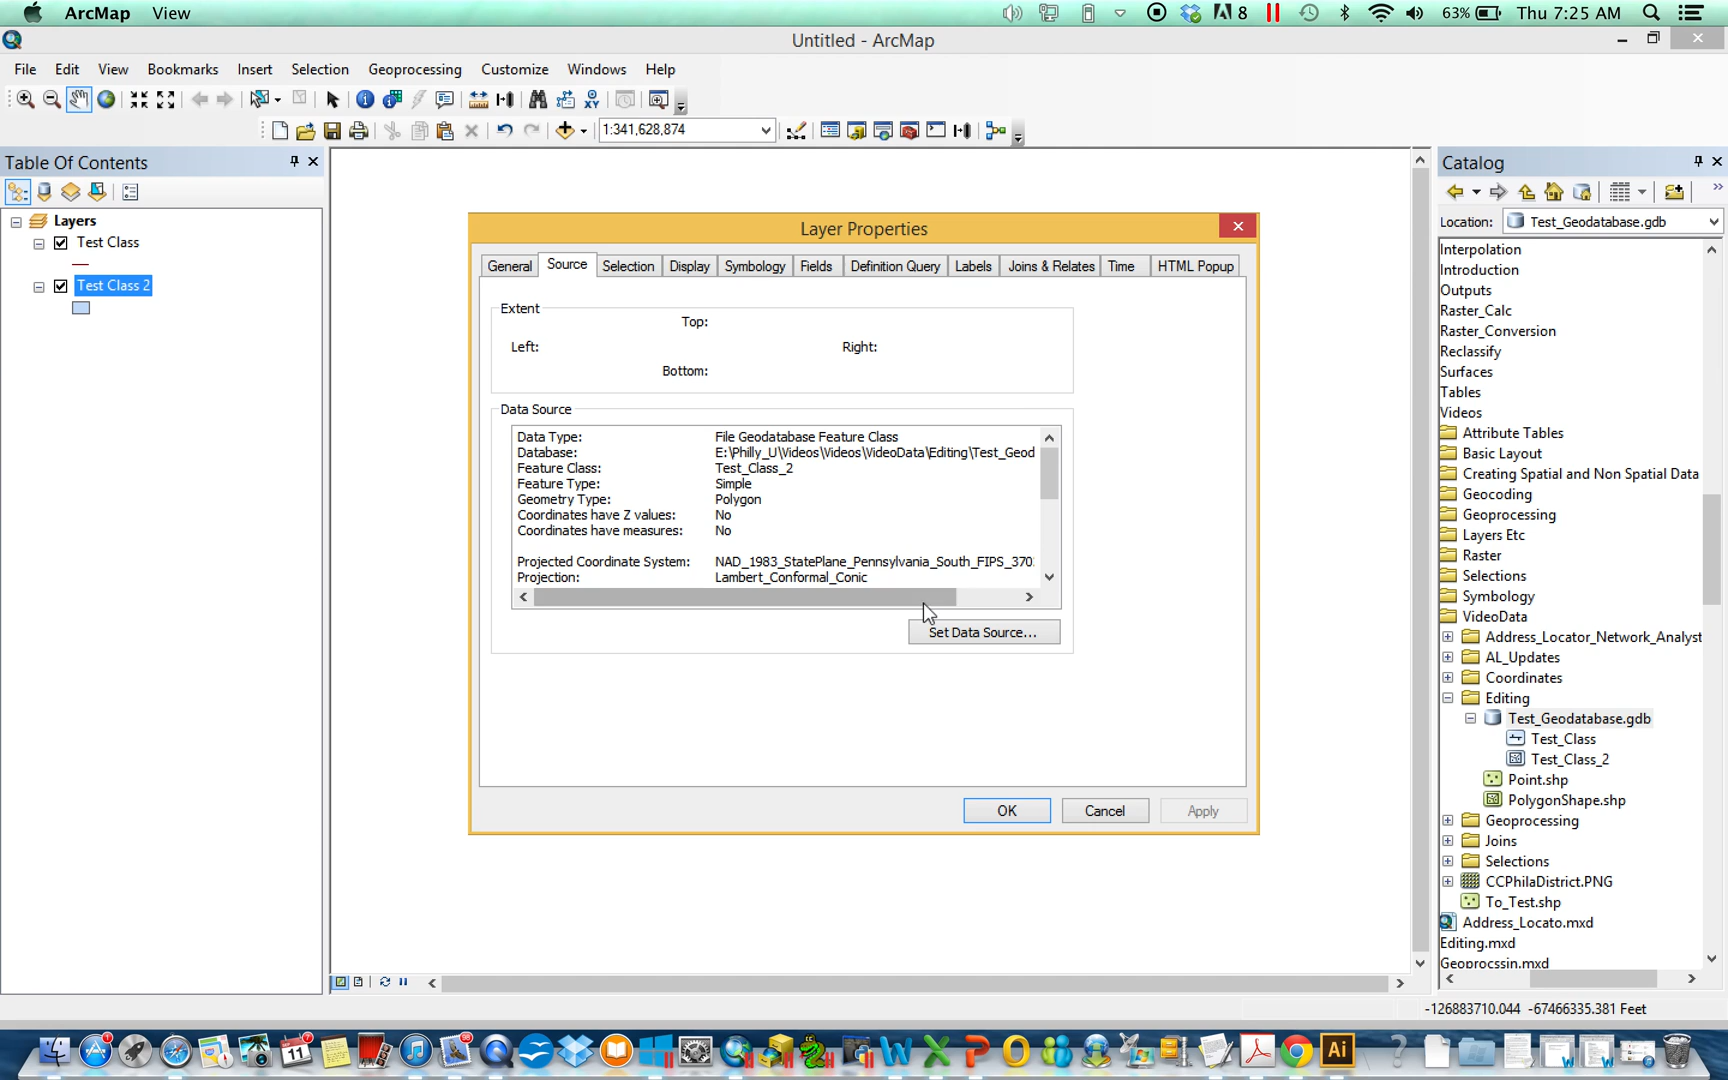 ArcMap View 8 63% Thu 7:25 AM
Untitled - ArcMap
File Edit View Bookmarks Insert Selection Geoprocessing Customize Windows Help
1:341,628,874
Table Of Contents
Layers
Test Class
Test Class 2
Layer Properties
General Source Selection Display Symbology Fields Definition Query Labels Joins & Relates Time HTML Popup
Extent
Top:
Left: Right:
Bottom:
Data Source
Data Type: File Geodatabase Feature Class
Database: E:\Philly_U\Videos\Videos\VideoData\Editing\Test_Geod
Feature Class: Test_Class_2
Feature Type: Simple
Geometry Type: Polygon
Coordinates have Z values: No
Coordinates have measures: No
Projected Coordinate System: NAD_1983_StatePlane_Pennsylvania_South_FIPS_370
Projection: Lambert_Conformal_Conic
Set Data Source...
OK Cancel Apply
Catalog
Location: Test_Geodatabase.gdb
Interpolation
Introduction
Outputs
Raster_Calc
Raster_Conversion
Reclassify
Surfaces
Tables
Videos
Attribute Tables
Basic Layout
Creating Spatial and Non Spatial Data
Geocoding
Geoprocessing
Layers Etc
Raster
Selections
Symbology
VideoData
Address_Locator_Network_Analyst
AL_Updates
Coordinates
Editing
Test_Geodatabase.gdb
Test_Class
Test_Class_2
Point.shp
PolygonShape.shp
Geoprocessing
Joins
Selections
CCPhilaDistrict.PNG
To_Test.shp
Address_Locato.mxd
Editing.mxd
Geoprocssin.mxd
-126883710.044 -67466335.381 Feet
11
Ai